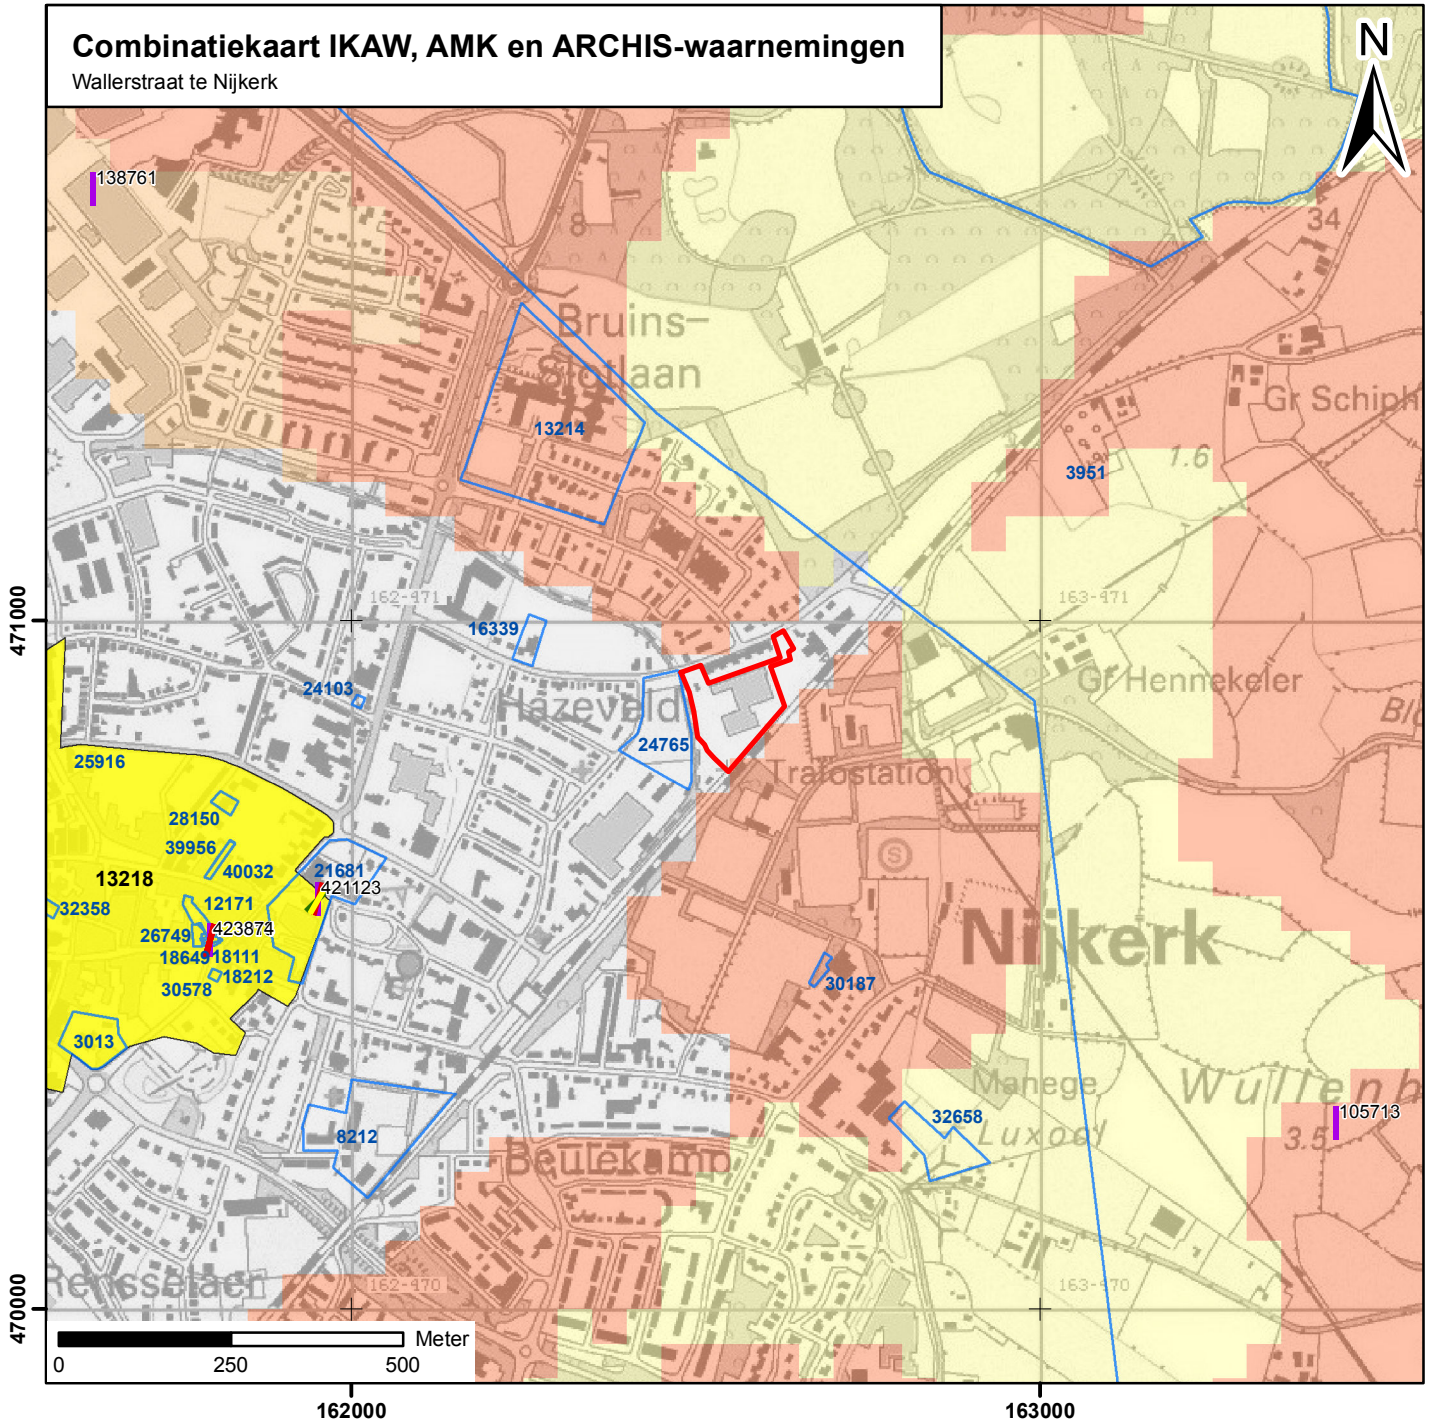 Combinatiekaart IKAW, AMK en ARCHIS-waarnemingen
Wallerstraat te Nijkerk
N
138761
8
34
Bruins-
Slotlaan
13214
Gr Schiph
3951
1.6
471000
162-471
163-471
16339
24103
Hazeveld
24765
Gr Hennekeler
Trafostation
25916
28150
39956
40032
13218
21681
421123
12171
32358
423874
26749
18649
18111
18212
30578
S
Nijkerk
30187
3013
Manege
Wullenb
105713
32658
8212
Luxool
3.5
Beulekamp
Rensselaer
162-470
163-470
470000
Meter
0
250
500
162000
163000